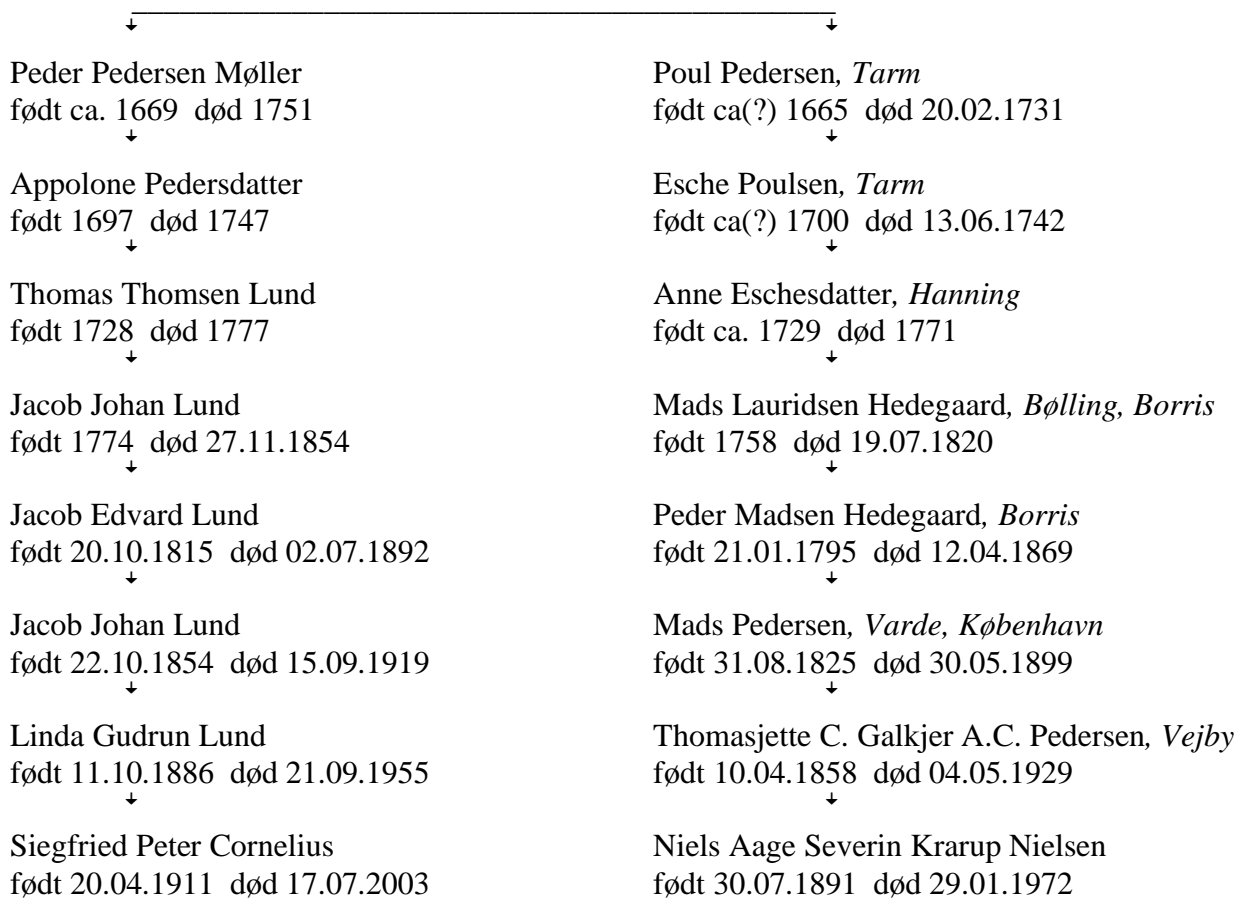 Peder Pedersen Møller
født ca. 1669  død 1751
Appolone Pedersdatter
født 1697  død 1747
Thomas Thomsen Lund
født 1728  død 1777
Jacob Johan Lund
født 1774  død 27.11.1854
Jacob Edvard Lund
født 20.10.1815  død 02.07.1892
Jacob Johan Lund
født 22.10.1854  død 15.09.1919
Linda Gudrun Lund
født 11.10.1886  død 21.09.1955
Siegfried Peter Cornelius
født 20.04.1911  død 17.07.2003
Poul Pedersen, Tarm
født ca(?) 1665  død 20.02.1731
Esche Poulsen, Tarm
født ca(?) 1700  død 13.06.1742
Anne Eschesdatter, Hanning
født ca. 1729  død 1771
Mads Lauridsen Hedegaard, Bølling, Borris
født 1758  død 19.07.1820
Peder Madsen Hedegaard, Borris
født 21.01.1795  død 12.04.1869
Mads Pedersen, Varde, København
født 31.08.1825  død 30.05.1899
Thomasjette C. Galkjer A.C. Pedersen, Vejby
født 10.04.1858  død 04.05.1929
Niels Aage Severin Krarup Nielsen
født 30.07.1891  død 29.01.1972